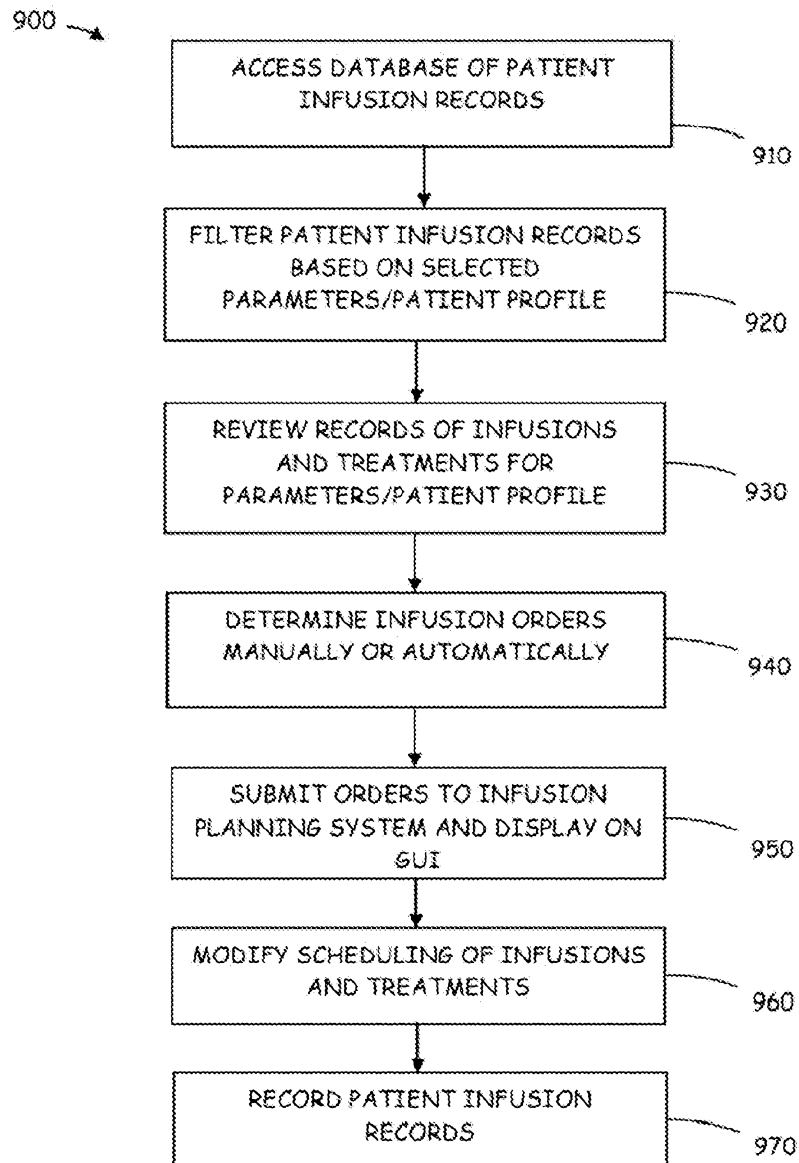 900
ACCESS DATABASE OF PATIENT
INFUSION RECORDS
910
FILTER PATIENT INFUSION RECORDS
BASED ON SELECTED
PARAMETERS/PATIENT PROFILE
920
REVIEW RECORDS OF INFUSIONS
AND TREATMENTS FOR
PARAMETERS/PATIENT PROFILE
930
DETERMINE INFUSION ORDERS
MANUALLY OR AUTOMATICALLY
940
SUBMIT ORDERS TO INFUSION
PLANNING SYSTEM AND DISPLAY ON
GUI
950
MODIFY SCHEDULING OF INFUSIONS
AND TREATMENTS
960
RECORD PATIENT INFUSION
RECORDS
970